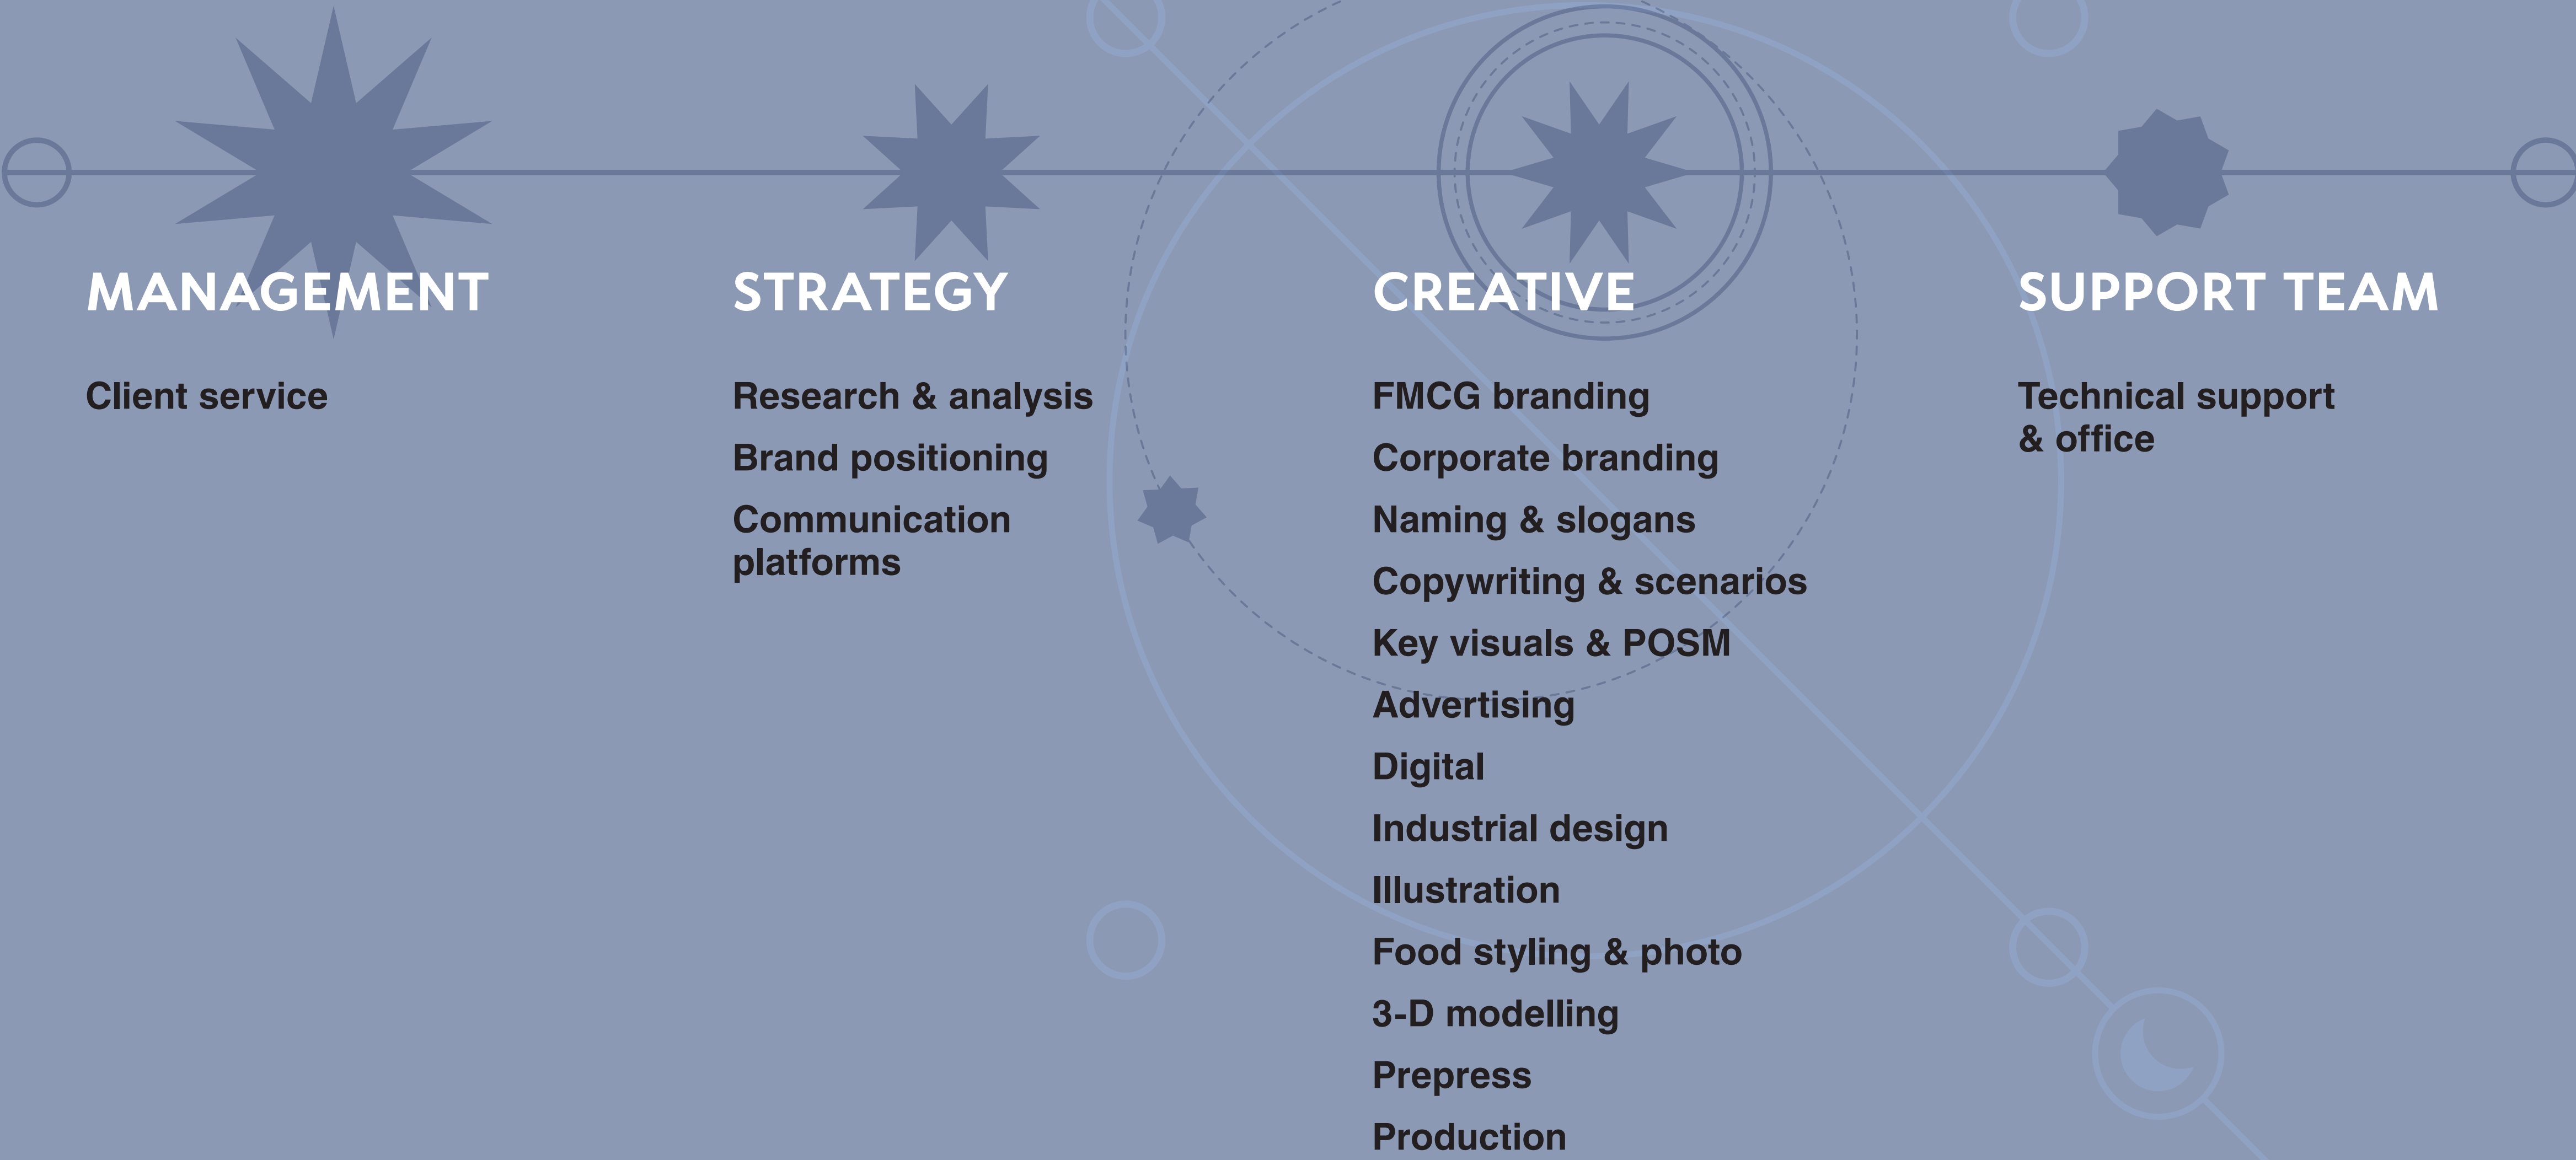 MANAGEMENT
Client service
STRATEGY
Research & analysis
Brand positioning
Communication
platforms
CREATIVE
FMCG branding
Corporate branding
Naming & slogans
Copywriting & scenarios
Key visuals & POSM
Advertising
Digital
Industrial design
Illustration
Food styling & photo
3-D modelling
Prepress
Production
SUPPORT TEAM
Technical support
& office